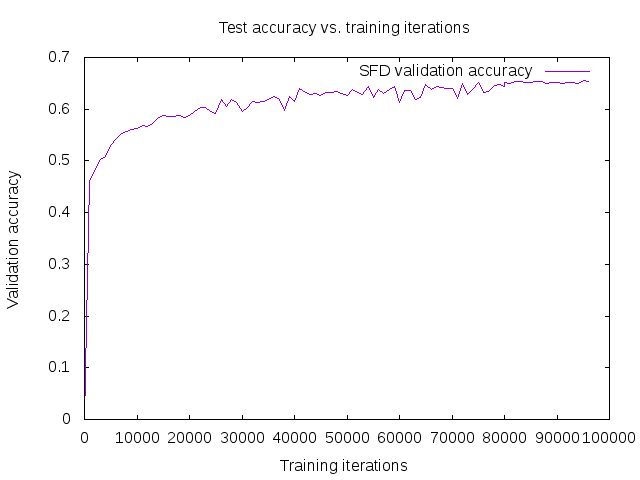 Test accuracy vs. training iterations
SFD validation accuracy
Validation accuracy
0.7
0.6
0.5
0.4
0.3
0.2
0.1
0
0 10000 20000 30000 40000 50000 60000 70000 80000 90000 100000
Training iterations